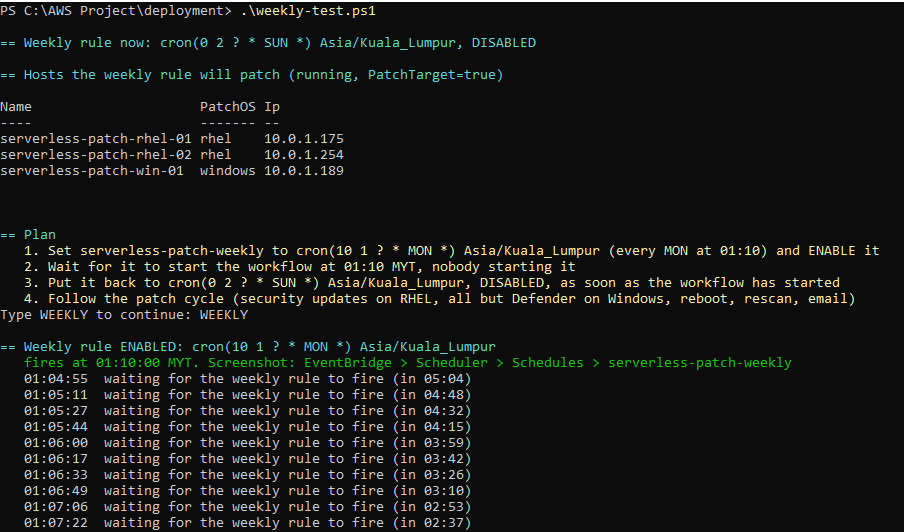 PS C:\AWS Project\deployment> .\weekly-test.ps1
== Weekly rule now: cron(0 2 ? * SUN *) Asia/Kuala_Lumpur, DISABLED
== Hosts the weekly rule will patch (running, PatchTarget=true)
Name                    PatchOS Ip
----                    ------- --
serverless-patch-rhel-01 rhel    10.0.1.175
serverless-patch-rhel-02 rhel    10.0.1.254
serverless-patch-win-01  windows 10.0.1.189
== Plan
   1. Set serverless-patch-weekly to cron(10 1 ? * MON *) Asia/Kuala_Lumpur (every MON at 01:10) and ENABLE it
   2. Wait for it to start the workflow at 01:10 MYT, nobody starting it
   3. Put it back to cron(0 2 ? * SUN *) Asia/Kuala_Lumpur, DISABLED, as soon as the workflow has started
   4. Follow the patch cycle (security updates on RHEL, all but Defender on Windows, reboot, rescan, email)
Type WEEKLY to continue: WEEKLY
== Weekly rule ENABLED: cron(10 1 ? * MON *) Asia/Kuala_Lumpur
   fires at 01:10:00 MYT. Screenshot: EventBridge > Scheduler > Schedules > serverless-patch-weekly
   01:04:55  waiting for the weekly rule to fire (in 05:04)
   01:05:11  waiting for the weekly rule to fire (in 04:48)
   01:05:27  waiting for the weekly rule to fire (in 04:32)
   01:05:44  waiting for the weekly rule to fire (in 04:15)
   01:06:00  waiting for the weekly rule to fire (in 03:59)
   01:06:17  waiting for the weekly rule to fire (in 03:42)
   01:06:33  waiting for the weekly rule to fire (in 03:26)
   01:06:49  waiting for the weekly rule to fire (in 03:10)
   01:07:06  waiting for the weekly rule to fire (in 02:53)
   01:07:22  waiting for the weekly rule to fire (in 02:37)